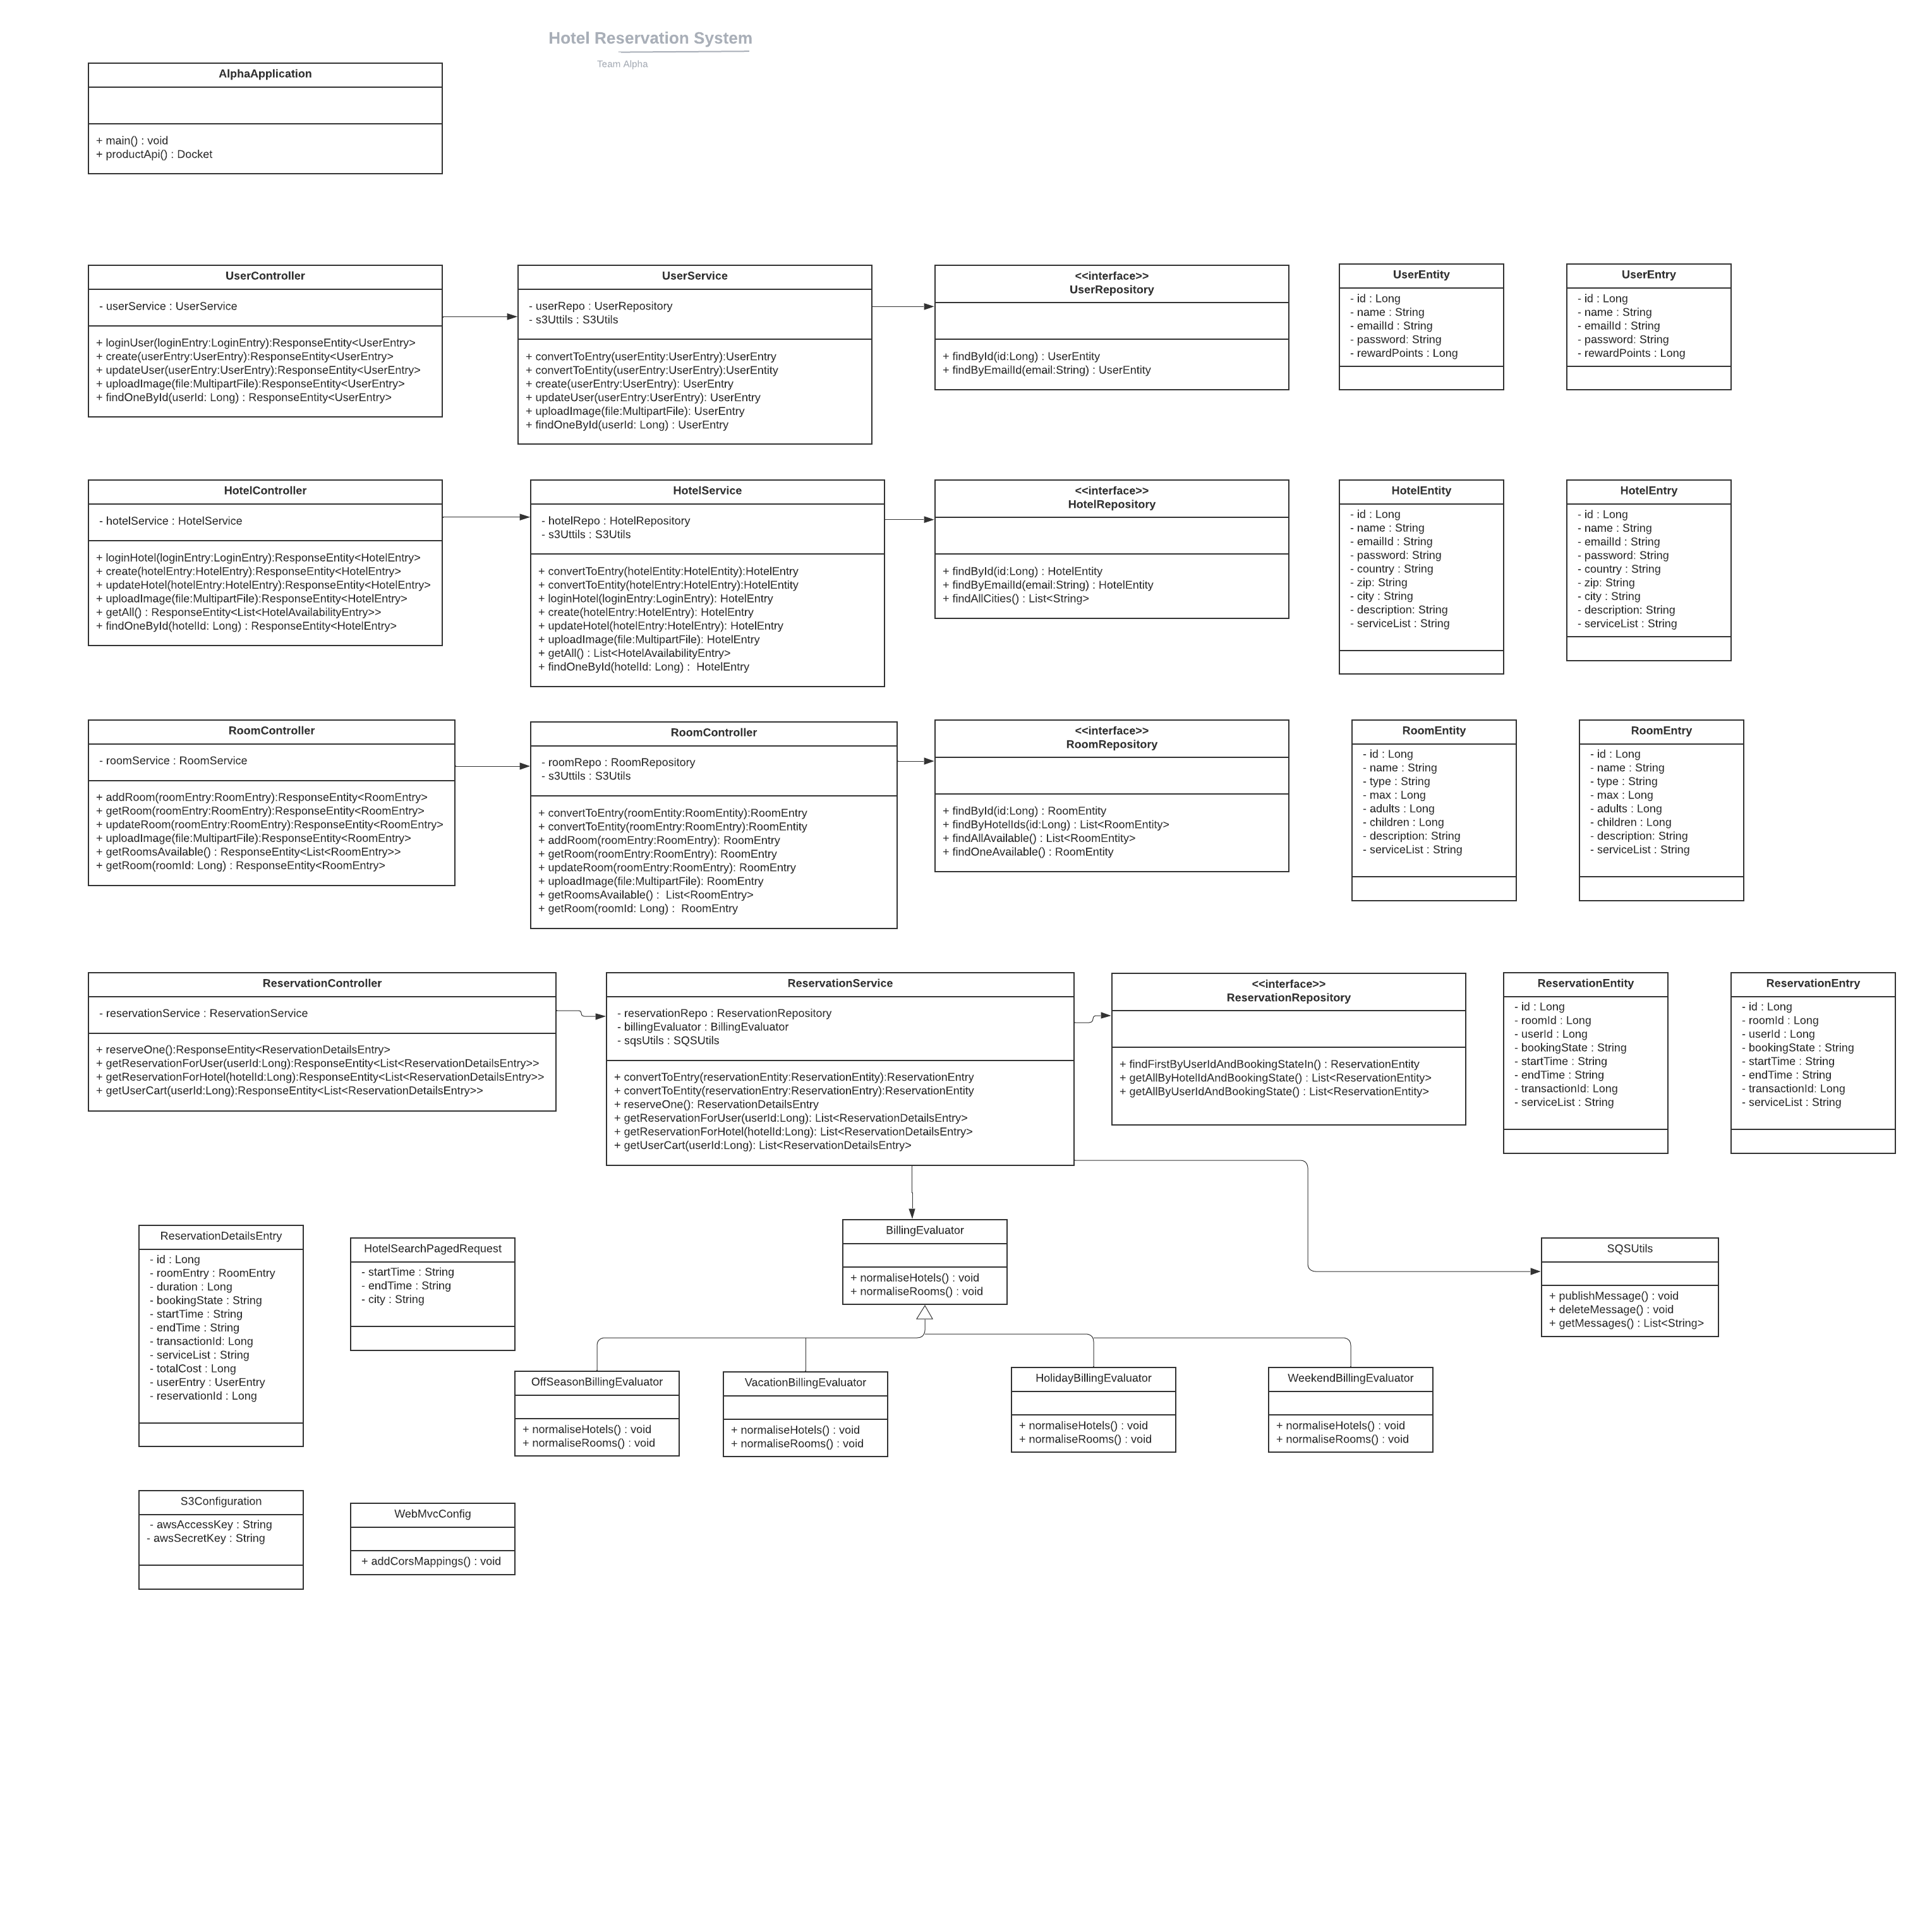 Hotel Reservation System
Team Alpha
AlphaApplication
+ main() : void
+ productApi() : Docket
UserController
- userService : UserService
+ loginUser(loginEntry:LoginEntry):ResponseEntity<UserEntry>
+ create(userEntry:UserEntry):ResponseEntity<UserEntry>
+ updateUser(userEntry:UserEntry):ResponseEntity<UserEntry>
+ uploadImage(file:MultipartFile):ResponseEntity<UserEntry>
+ findOneById(userId: Long) : ResponseEntity<UserEntry>
UserService
- userRepo : UserRepository
- s3Uttils : S3Utils
+ convertToEntry(userEntity:UserEntry):UserEntry
+ convertToEntity(userEntry:UserEntry):UserEntity
+ create(userEntry:UserEntry): UserEntry
+ updateUser(userEntry:UserEntry): UserEntry
+ uploadImage(file:MultipartFile): UserEntry
+ findOneById(userId: Long) : UserEntry
<<interface>>
UserRepository
+ findById(id:Long) : UserEntity
+ findByEmailId(email:String) : UserEntity
UserEntity
- id : Long
- name : String
- emailId : String
- password: String
- rewardPoints : Long
UserEntry
- id : Long
- name : String
- emailId : String
- password: String
- rewardPoints : Long
HotelController
- hotelService : HotelService
+ loginHotel(loginEntry:LoginEntry):ResponseEntity<HotelEntry>
+ create(hotelEntry:HotelEntry):ResponseEntity<HotelEntry>
+ updateHotel(hotelEntry:HotelEntry):ResponseEntity<HotelEntry>
+ uploadImage(file:MultipartFile):ResponseEntity<HotelEntry>
+ getAll() : ResponseEntity<List<HotelAvailabilityEntry>>
+ findOneById(hotelId: Long) : ResponseEntity<HotelEntry>
HotelService
- hotelRepo : HotelRepository
- s3Uttils : S3Utils
+ convertToEntry(hotelEntity:HotelEntity):HotelEntry
+ convertToEntity(hotelEntry:HotelEntry):HotelEntity
+ loginHotel(loginEntry:LoginEntry): HotelEntry
+ create(hotelEntry:HotelEntry): HotelEntry
+ updateHotel(hotelEntry:HotelEntry): HotelEntry
+ uploadImage(file:MultipartFile): HotelEntry
+ getAll() : List<HotelAvailabilityEntry>
+ findOneById(hotelId: Long) :  HotelEntry
<<interface>>
HotelRepository
+ findById(id:Long) : HotelEntity
+ findByEmailId(email:String) : HotelEntity
+ findAllCities() : List<String>
HotelEntity
- id : Long
- name : String
- emailId : String
- password: String
- country : String
- zip: String
- city : String
- description: String
- serviceList : String
HotelEntry
- id : Long
- name : String
- emailId : String
- password: String
- country : String
- zip: String
- city : String
- description: String
- serviceList : String
RoomController
- roomService : RoomService
+ addRoom(roomEntry:RoomEntry):ResponseEntity<RoomEntry>
+ getRoom(roomEntry:RoomEntry):ResponseEntity<RoomEntry>
+ updateRoom(roomEntry:RoomEntry):ResponseEntity<RoomEntry>
+ uploadImage(file:MultipartFile):ResponseEntity<RoomEntry>
+ getRoomsAvailable() : ResponseEntity<List<RoomEntry>>
+ getRoom(roomId: Long) : ResponseEntity<RoomEntry>
RoomController
- roomRepo : RoomRepository
- s3Uttils : S3Utils
+ convertToEntry(roomEntity:RoomEntity):RoomEntry
+ convertToEntity(roomEntry:RoomEntry):RoomEntity
+ addRoom(roomEntry:RoomEntry): RoomEntry
+ getRoom(roomEntry:RoomEntry): RoomEntry
+ updateRoom(roomEntry:RoomEntry): RoomEntry
+ uploadImage(file:MultipartFile): RoomEntry
+ getRoomsAvailable() :  List<RoomEntry>
+ getRoom(roomId: Long) :  RoomEntry
<<interface>>
RoomRepository
+ findById(id:Long) : RoomEntity
+ findByHotelIds(id:Long) : List<RoomEntity>
+ findAllAvailable() : List<RoomEntity>
+ findOneAvailable() : RoomEntity
RoomEntity
- id : Long
- name : String
- type : String
- max : Long
- adults : Long
- children : Long
- description : String
- serviceList : String
RoomEntry
- id : Long
- name : String
- type : String
- max : Long
- adults : Long
- children : Long
- description : String
- serviceList : String
ReservationController
- reservationService : ReservationService
+ reserveOne():ResponseEntity<ReservationDetailsEntry>
+ getReservationForUser(userId:Long):ResponseEntity<List<ReservationDetailsEntry>>
+ getReservationForHotel(hotelId:Long):ResponseEntity<List<ReservationDetailsEntry>>
+ getUserCart(userId:Long):ResponseEntity<List<ReservationDetailsEntry>>
ReservationService
- reservationRepo : ReservationRepository
- billingEvaluator : BillingEvaluator
- sqsUtils : SQSUtils
+ convertToEntry(reservationEntity:ReservationEntity):ReservationEntry
+ convertToEntity(reservationEntry:ReservationEntry):ReservationEntity
+ reserveOne(): ReservationDetailsEntry
+ getReservationForUser(userId:Long): List<ReservationDetailsEntry>
+ getReservationForHotel(hotelId:Long): List<ReservationDetailsEntry>
+ getUserCart(userId:Long): List<ReservationDetailsEntry>
<<interface>>
ReservationRepository
+ findFirstByUserIdAndBookingStateIn() : ReservationEntity
+ getAllByHotelIdAndBookingState() : List<ReservationEntity>
+ getAllByUserIdAndBookingState() : List<ReservationEntity>
ReservationEntity
- id : Long
- roomId : Long
- userId : Long
- bookingState : String
- startTime : String
- endTime : String
- transactionId: Long
- serviceList : String
ReservationEntry
- id : Long
- roomId : Long
- userId : Long
- bookingState : String
- startTime : String
- endTime : String
- transactionId: Long
- serviceList : String
ReservationDetailsEntry
- id : Long
- roomEntry : RoomEntry
- duration : Long
- bookingState : String
- startTime : String
- endTime : String
- transactionId: Long
- serviceList : String
- totalCost : Long
- userEntry : UserEntry
- reservationId : Long
HotelSearchPagedRequest
- startTime : String
- endTime : String
- city : String
BillingEvaluator
+ normaliseHotels() : void
+ normaliseRooms() : void
SQSUtils
+ publishMessage() : void
+ deleteMessage() : void
+ getMessages() : List<String>
OffSeasonBillingEvaluator
+ normaliseHotels() : void
+ normaliseRooms() : void
VacationBillingEvaluator
+ normaliseHotels() : void
+ normaliseRooms() : void
HolidayBillingEvaluator
+ normaliseHotels() : void
+ normaliseRooms() : void
WeekendBillingEvaluator
+ normaliseHotels() : void
+ normaliseRooms() : void
S3Configuration
- awsAccessKey : String
- awsSecretKey : String
WebMvcConfig
+ addCorsMappings() : void